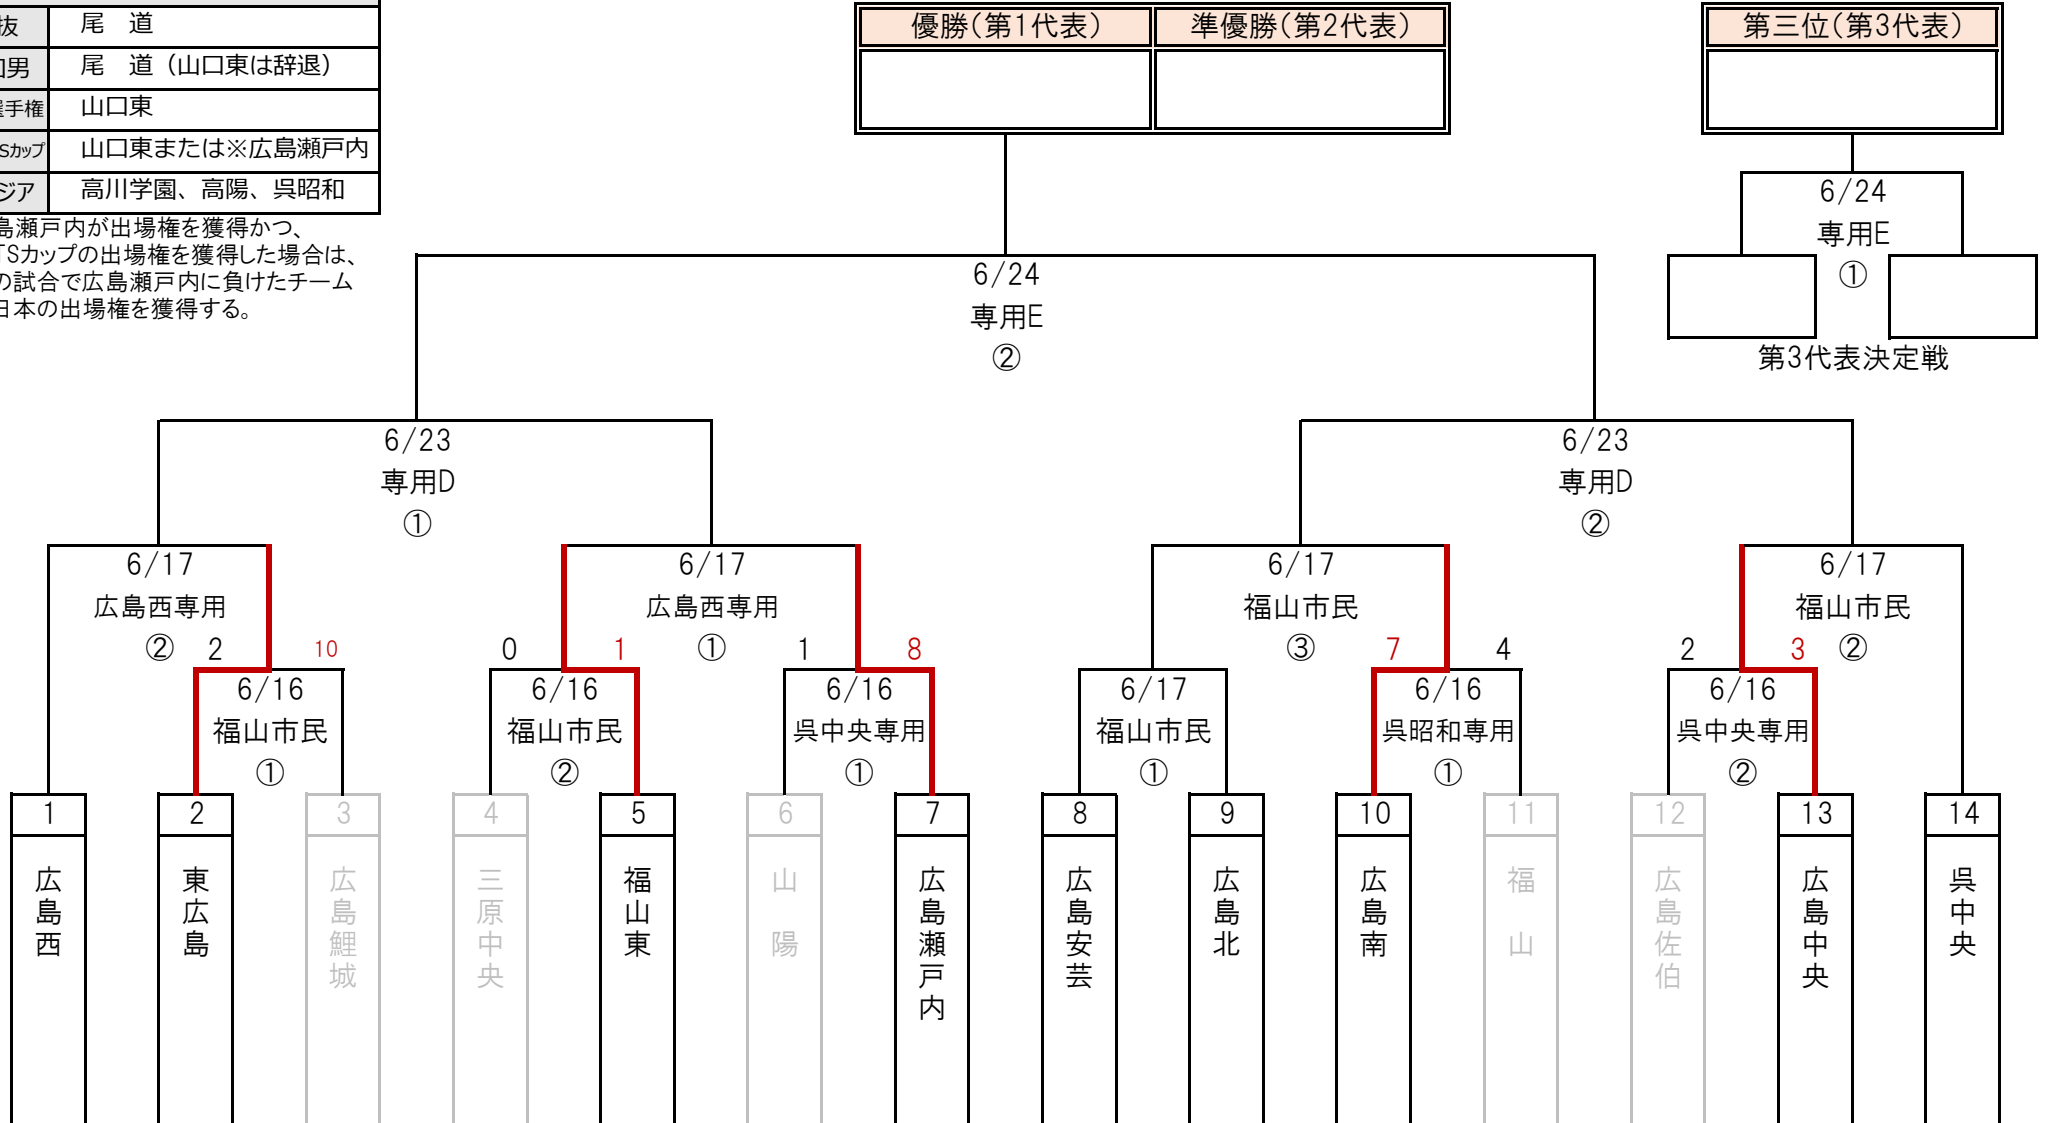 抜 尾 道
男 尾 道（山口東は辞退）
手権 山口東
Sカップ 山口東または※広島瀬戸内
ジア 高川学園、高陽、呉昭和
島瀬戸内が出場権を獲得かつ、
TSカップの出場権を獲得した場合は、
の試合で広島瀬戸内に負けたチーム
日本の出場権を獲得する。
優勝(第1代表) 準優勝(第2代表)
第三位(第3代表)
6/24
専用E
①
第3代表決定戦
6/24
専用E
②
6/23
専用D
①
6/23
専用D
②
6/17
広島西専用
②
6/17
広島西専用
①
6/17
福山市民
③
6/17
福山市民
②
2 10
6/16
福山市民
①
0 1
6/16
福山市民
②
1 8
6/16
呉中央専用
①
6/17
福山市民
①
7 4
6/16
呉昭和専用
①
2 3
6/16
呉中央専用
②
1 2 3 4 5 6 7 8 9 10 11 12 13 14
広島西
東広島
広島鯉城
三原中央
福山東
山陽
広島瀬戸内
広島安芸
広島北
広島南
福山
広島佐伯
広島中央
呉中央